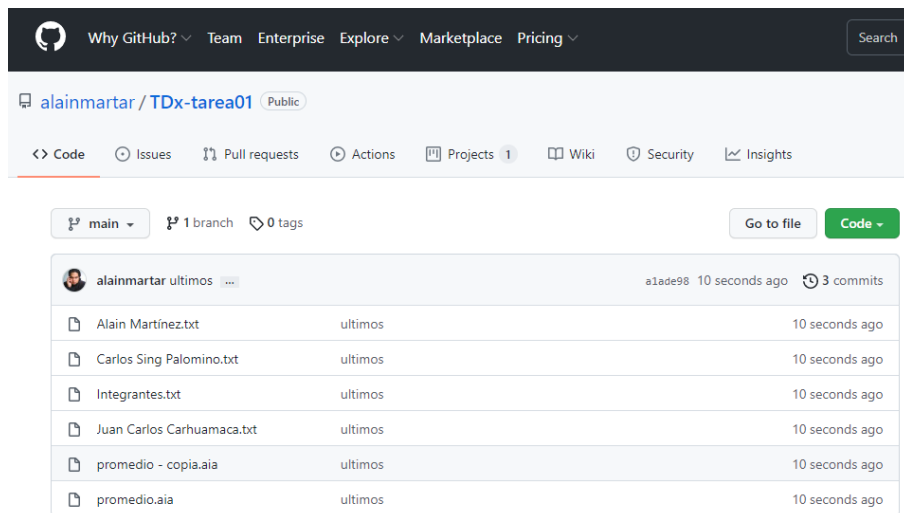 Why GitHub? Team Enterprise Explore Marketplace Pricing Search
alainmartar / TDx-tarea01 Public
Code Issues Pull requests Actions Projects 1 Wiki Security Insights
main 1 branch 0 tags Go to file Code
alainmartar ultimos ... a1ade98 10 seconds ago 3 commits
Alain Martínez.txt ultimos 10 seconds ago
Carlos Sing Palomino.txt ultimos 10 seconds ago
Integrantes.txt ultimos 10 seconds ago
Juan Carlos Carhuamaca.txt ultimos 10 seconds ago
promedio - copia.aia ultimos 10 seconds ago
promedio.aia ultimos 10 seconds ago